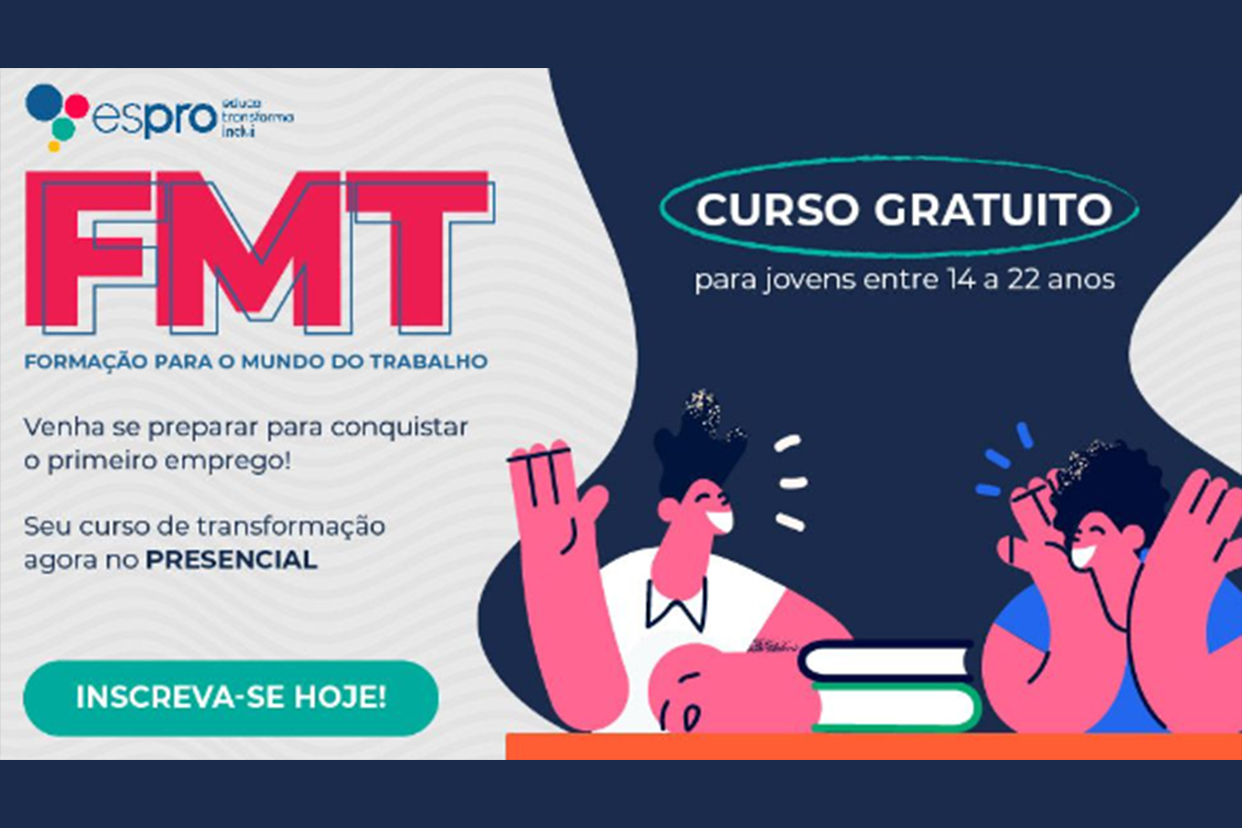 espro
educa
transforma
inclui
FMT
FORMAÇÃO PARA O MUNDO DO TRABALHO
Venha se preparar para conquistar
o primeiro emprego!
Seu curso de transformação
agora no PRESENCIAL
INSCREVA-SE HOJE!
CURSO GRATUITO
para jovens entre 14 a 22 anos